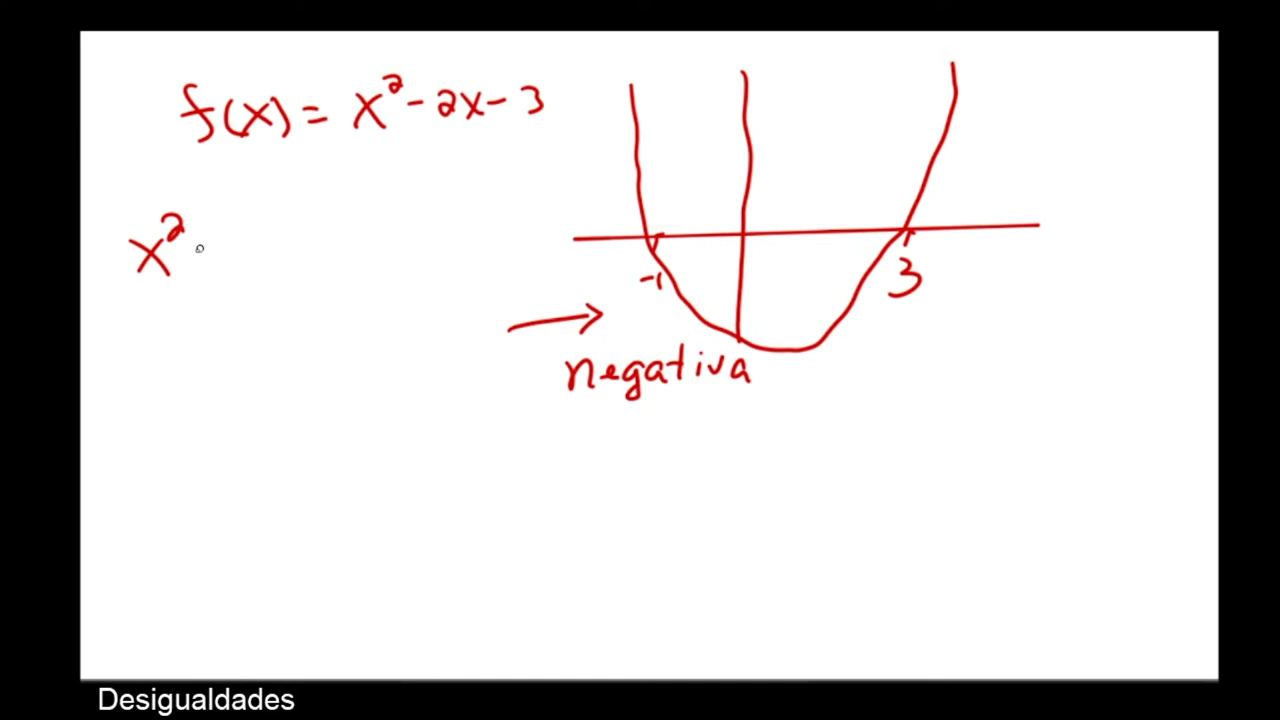 f(x) = x² - 2x - 3
x²
-1
3
negativa
Desigualdades